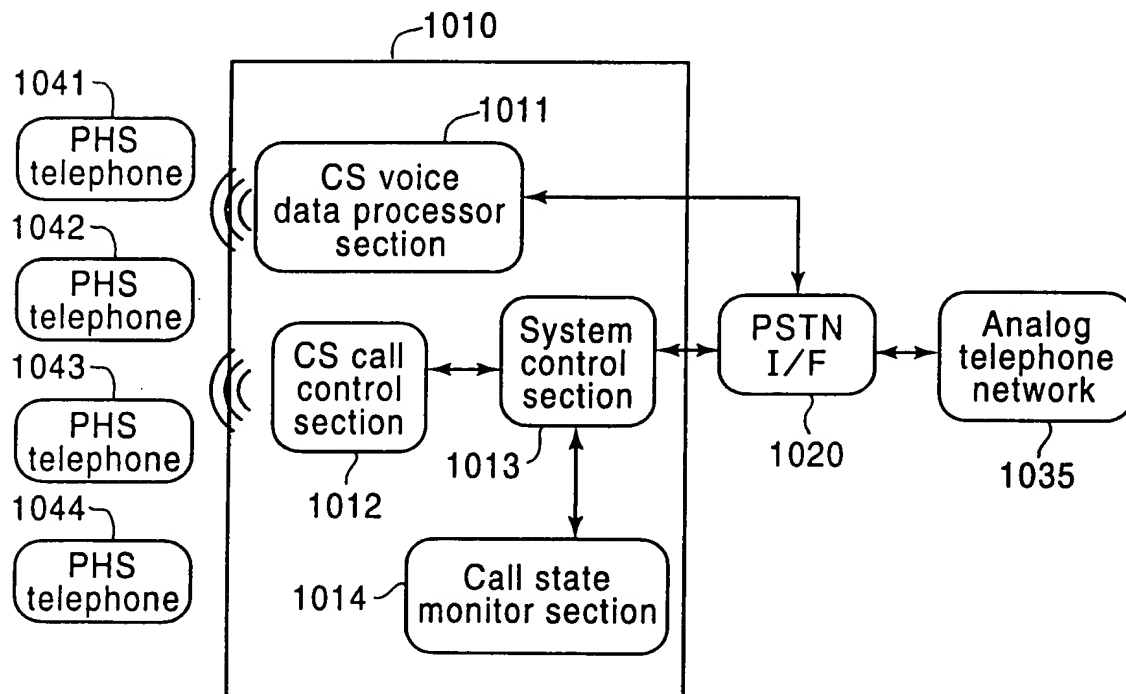 1010
1041
PHS
telephone
1011
CS voice
data processor
section
1042
PHS
telephone
1043
PHS
telephone
CS call
control
section
1012
System
control
section
1013
PSTN
I/F
1020
Analog
telephone
network
1035
1044
PHS
telephone
1014
Call state
monitor section